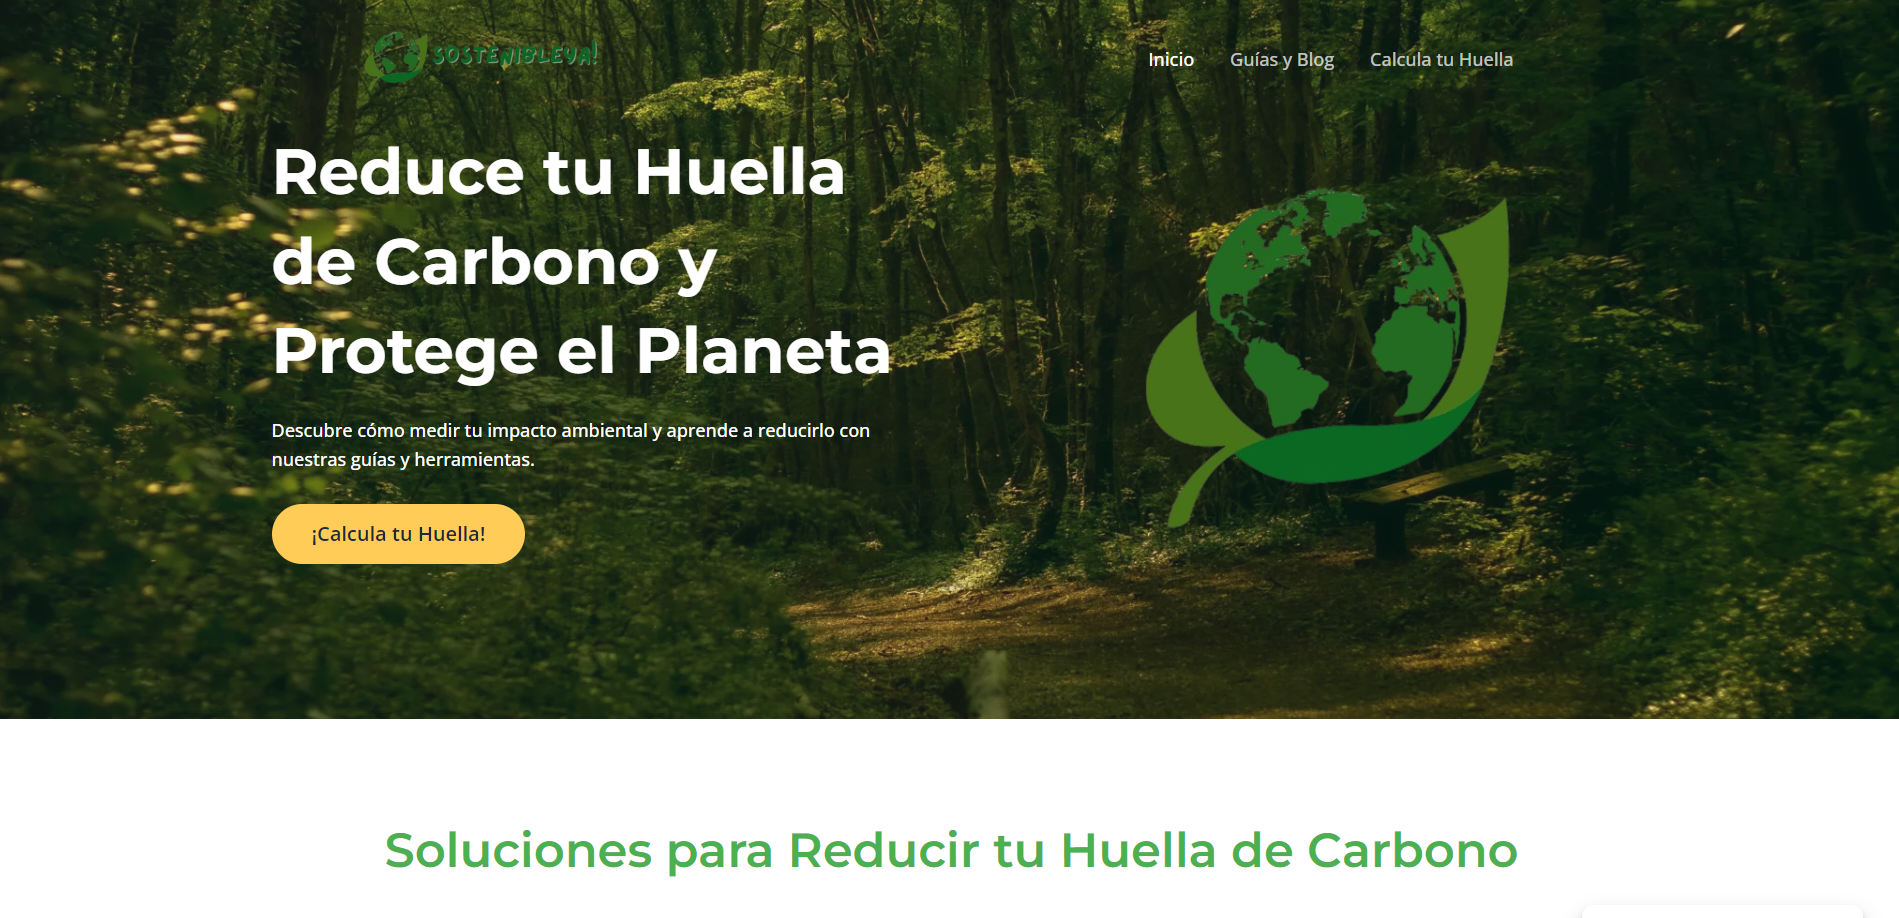 SOSTENIBLEYA!
Inicio
Guías y Blog
Calcula tu Huella
Reduce tu Huella
de Carbono y
Protege el Planeta
Descubre cómo medir tu impacto ambiental y aprende a reducirlo con
nuestras guías y herramientas.
¡Calcula tu Huella!
Soluciones para Reducir tu Huella de Carbono